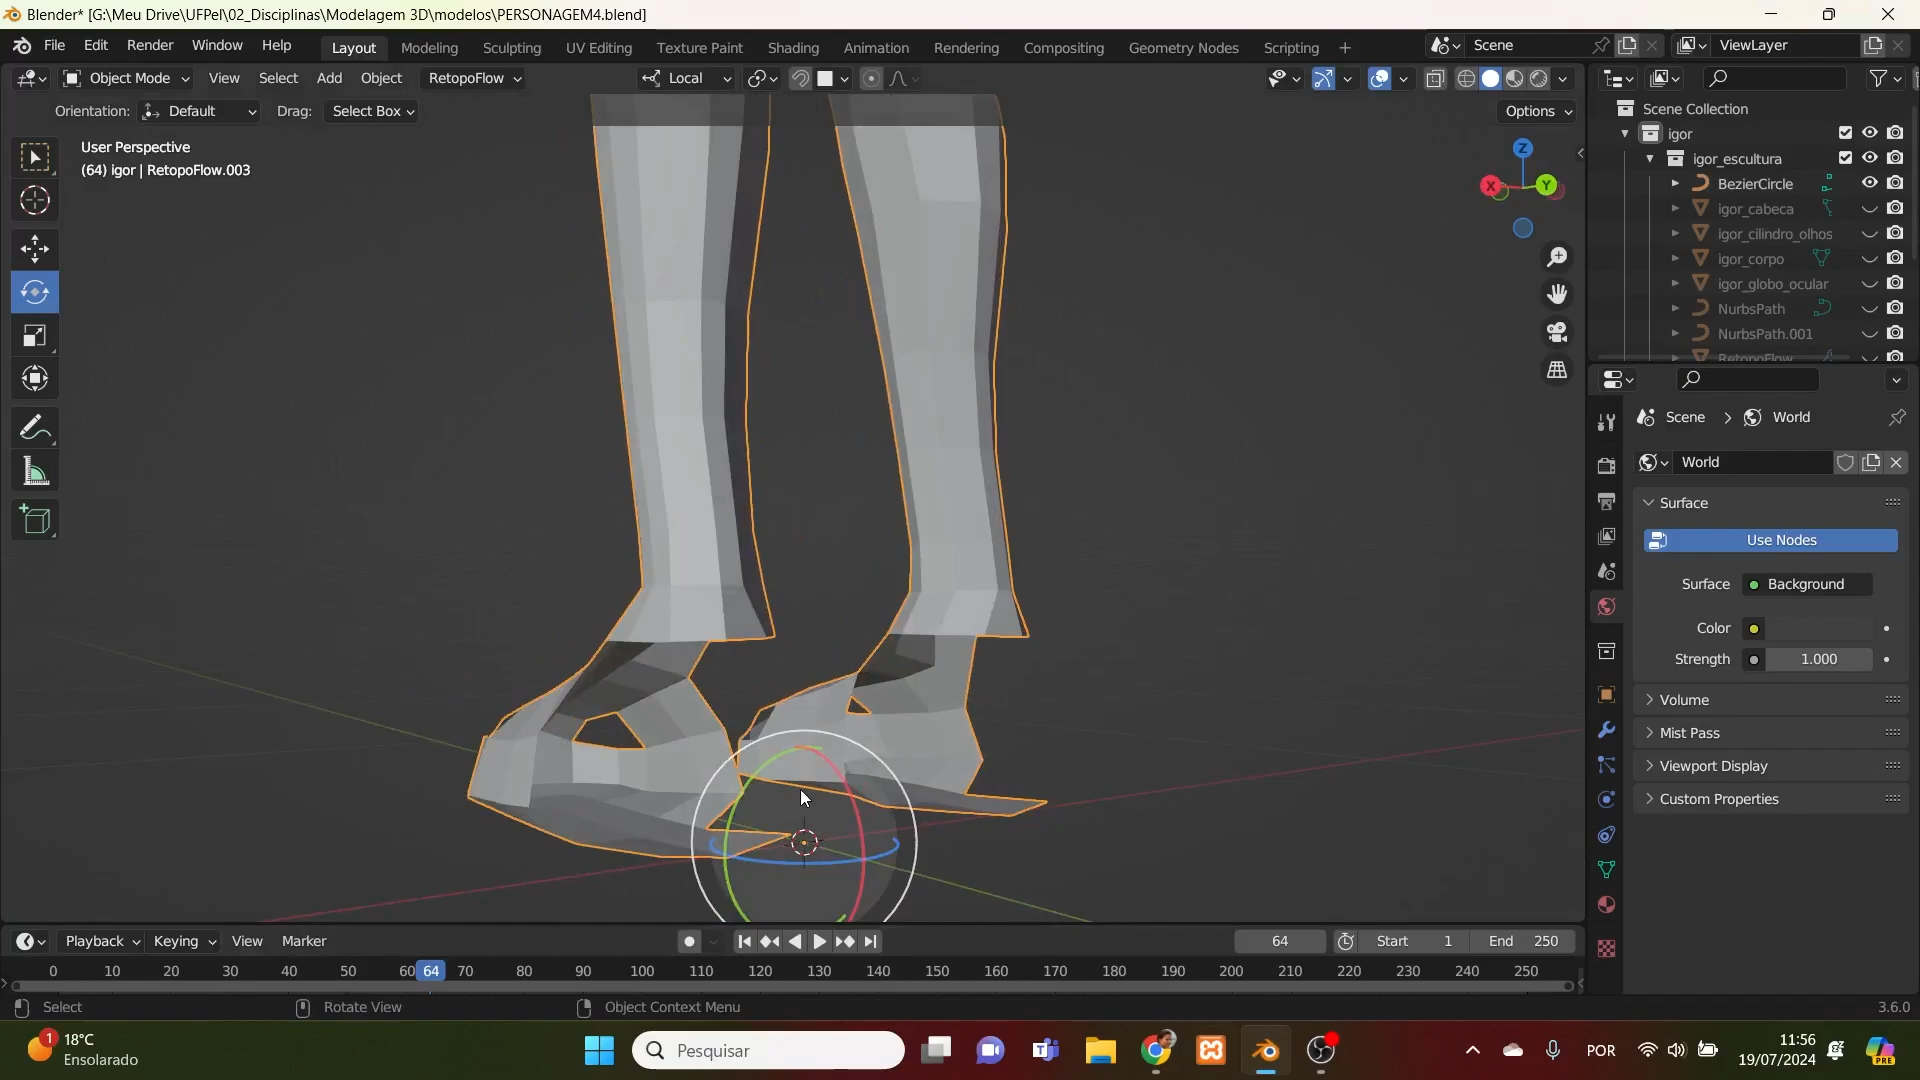 Blender* [G:\Meu Drive\UFPel\02_Disciplinas\Modelagem 3D\modelos\PERSONAGEM4.blend]
File Edit Render Window Help Layout Modeling Sculpting UV Editing Texture Paint Shading Animation Rendering Compositing Geometry Nodes Scripting + Scene ViewLayer
Object Mode View Select Add Object RetopoFlow Local
Orientation: Default Drag: Select Box Options
User Perspective
(64) igor | RetopoFlow.003
Z
X Y
Scene Collection
igor
igor_escultura
BezierCircle
igor_cabeca
igor_cilindro_olhos
igor_corpo
igor_globo_ocular
NurbsPath
NurbsPath.001
RetopoFlow
Scene > World
World
Surface
Use Nodes
Surface Background
Color
Strength 1.000
Volume
Mist Pass
Viewport Display
Custom Properties
Playback Keying View Marker 64 Start 1 End 250
0 10 20 30 40 50 60 64 70 80 90 100 110 120 130 140 150 160 170 180 190 200 210 220 230 240 250
Select Rotate View Object Context Menu 3.6.0
1 18°C
Ensolarado
Pesquisar
POR
11:56
19/07/2024
PRE